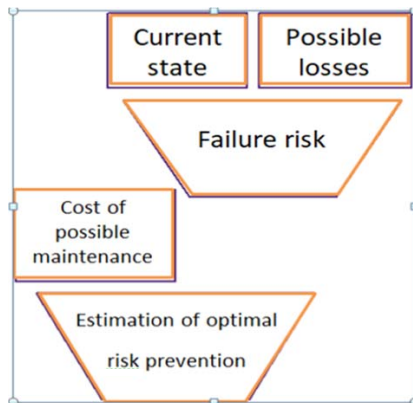 Current
state
Possible
losses
Failure risk
Cost of
possible
maintenance
Estimation of optimal
risk prevention